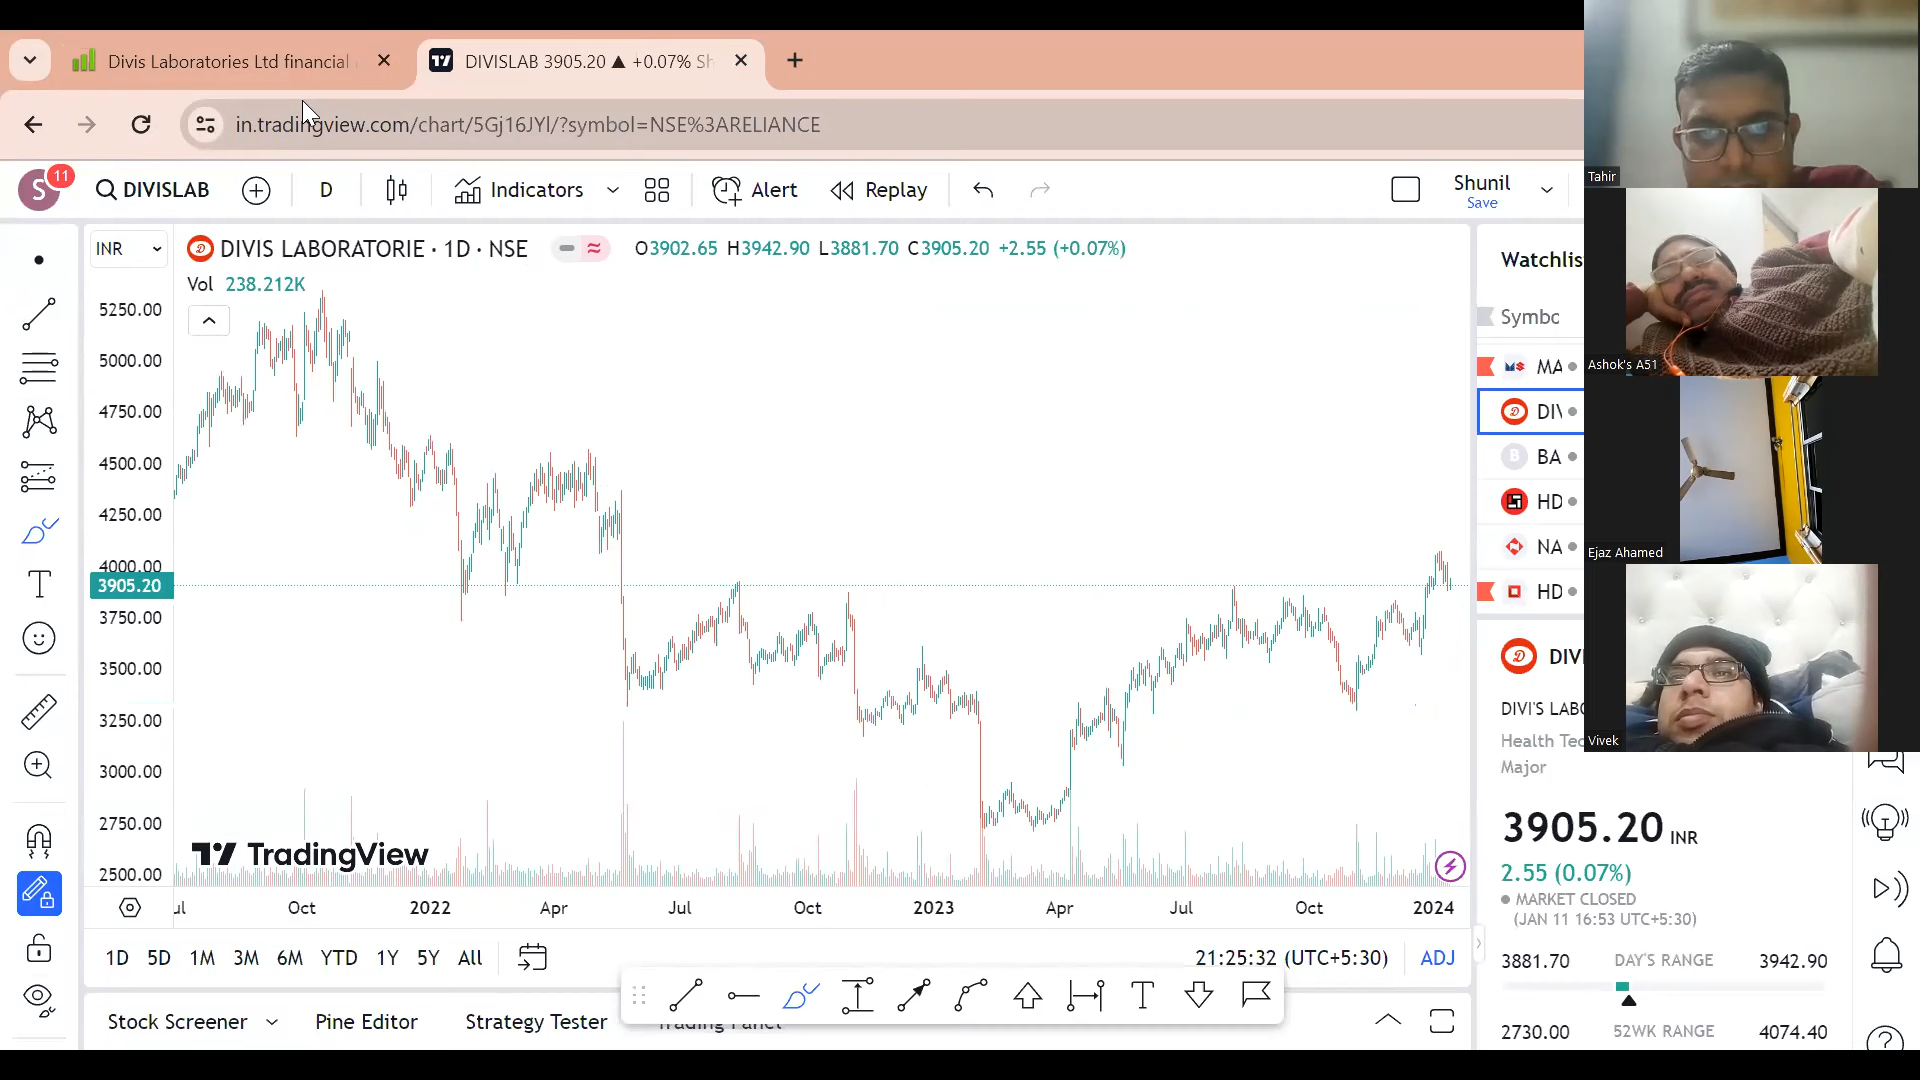 Divis Laboratories Ltd financial
DIVISLAB 3905.20 ▲ +0.07% Sh
in.tradingview.com/chart/5Gj16JYl/?symbol=NSE%3ARELIANCE
S
11
DIVISLAB
D
Indicators
Alert
Replay
Shunil
Save
INR
DIVIS LABORATORIE · 1D · NSE
O3902.65 H3942.90 L3881.70 C3905.20 +2.55 (+0.07%)
Vol 238.212K
5250.00
5000.00
4750.00
4500.00
4250.00
4000.00
3905.20
3750.00
3500.00
3250.00
3000.00
2750.00
2500.00
TradingView
Oct
2022
Apr
Jul
Oct
2023
Apr
Jul
Oct
2024
1D 5D 1M 3M 6M YTD 1Y 5Y All
21:25:32 (UTC+5:30)
ADJ
Stock Screener
Pine Editor
Strategy Tester
Trading Panel
Watchlis
Symbo
MA
DIV
BA
HD
NA
HD
DIVI
DIVI'S LABO
Health Tec
Major
3905.20 INR
2.55 (0.07%)
MARKET CLOSED
(JAN 11 16:53 UTC+5:30)
3881.70 DAY'S RANGE 3942.90
2730.00 52WK RANGE 4074.40
Tahir
Ashok's A51
Ejaz Ahamed
Vivek